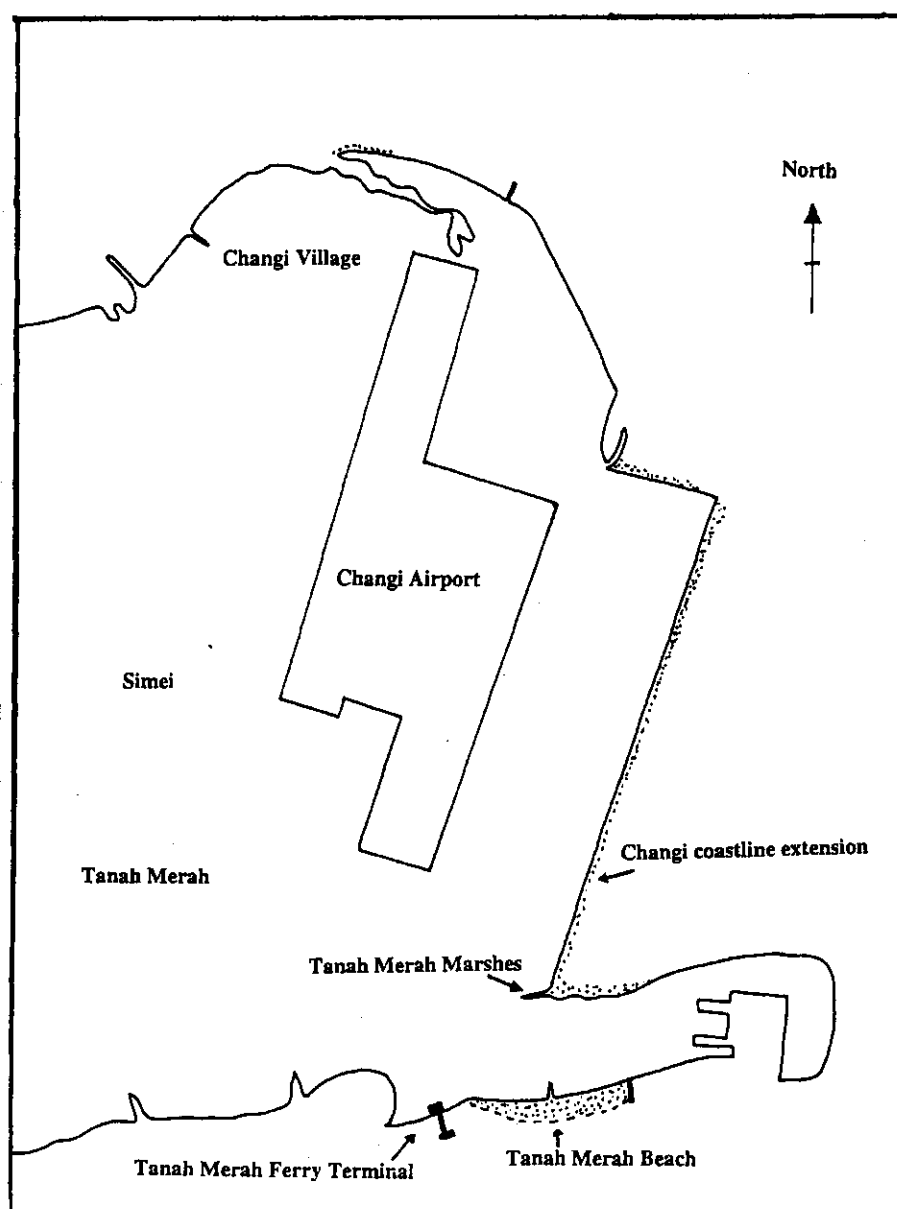 North
Changi Village
Changi Airport
Simei
Changi coastline extension
Tanah Merah
Tanah Merah Marshes
Tanah Merah Ferry Terminal
Tanah Merah Beach